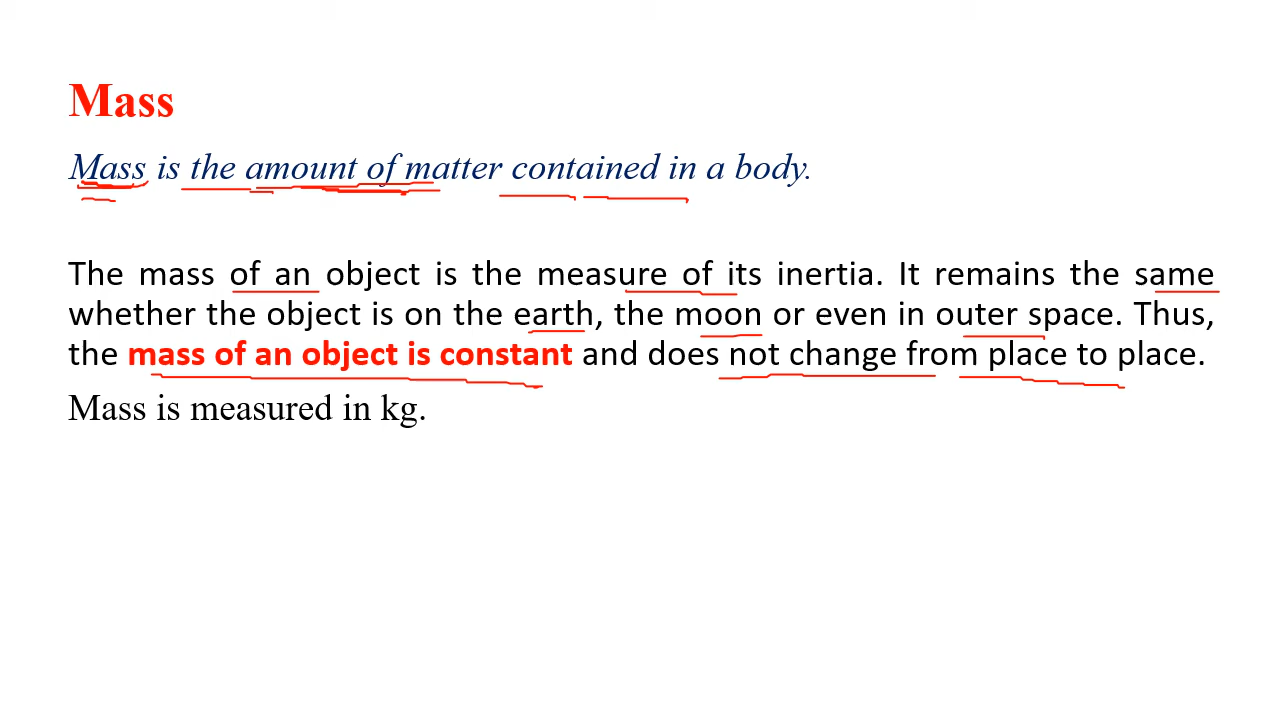 Mass
Mass is the amount of matter contained in a body.
The mass of an object is the measure of its inertia. It remains the same
whether the object is on the earth, the moon or even in outer space. Thus,
the mass of an object is constant and does not change from place to place.
Mass is measured in kg.